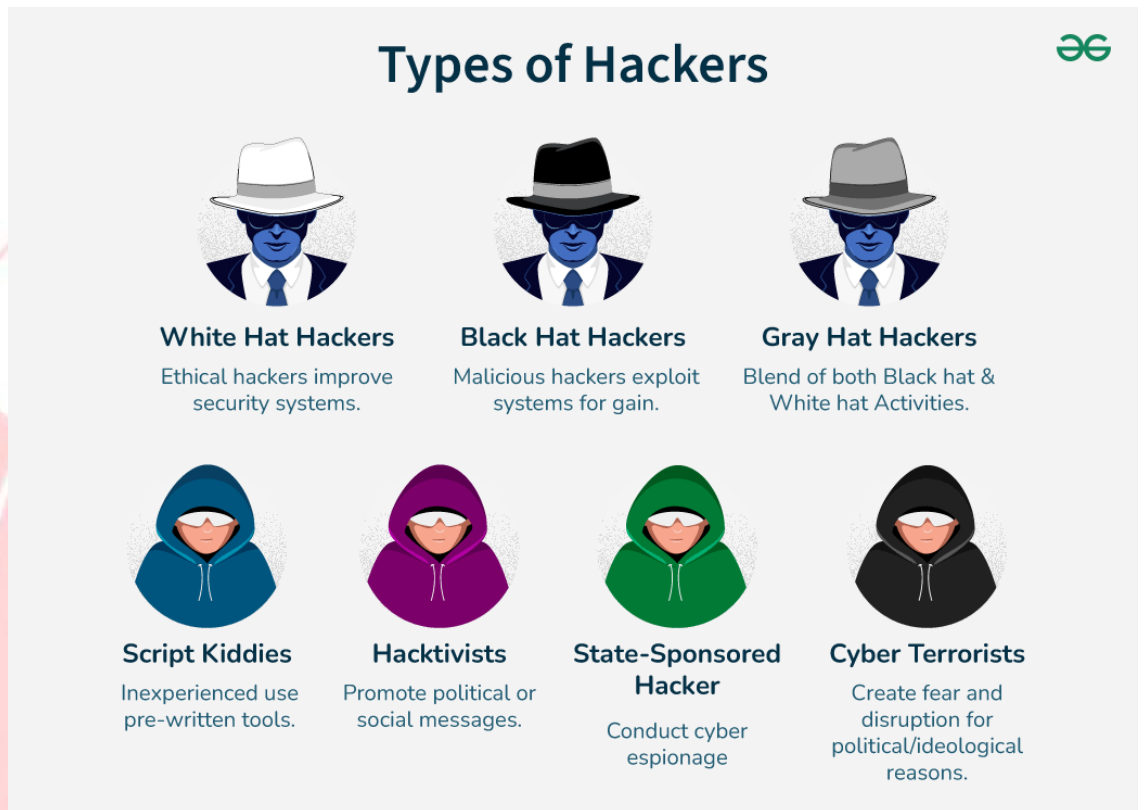 Types of Hackers
White Hat Hackers
Ethical hackers improve
security systems.
Black Hat Hackers
Malicious hackers exploit
systems for gain.
Gray Hat Hackers
Blend of both Black hat &
White hat Activities.
Script Kiddies
Inexperienced use
pre-written tools.
Hacktivists
Promote political or
social messages.
State-Sponsored
Hacker
Conduct cyber
espionage
Cyber Terrorists
Create fear and
disruption for
political/ideological
reasons.